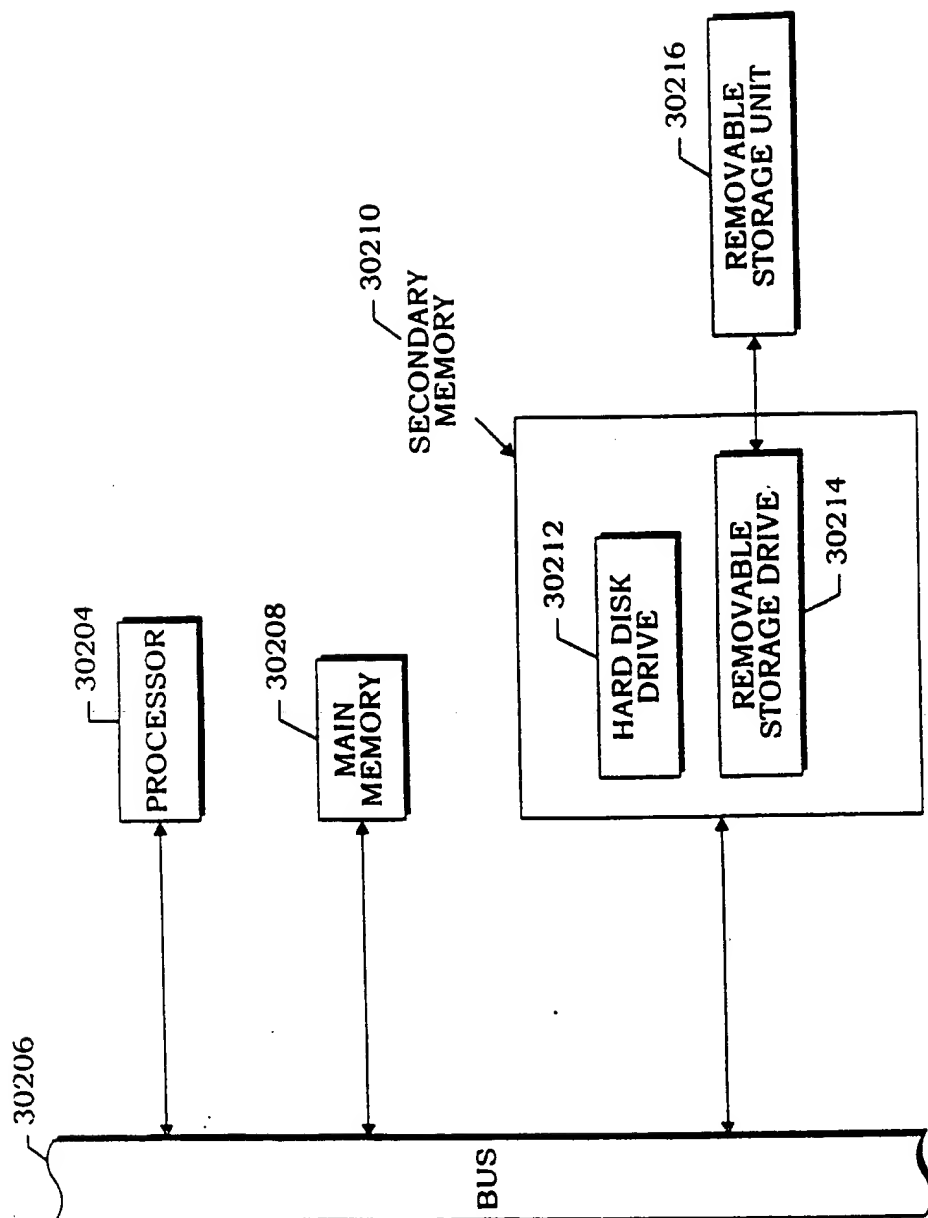 30206
BUS
30204
PROCESSOR
30208
MAIN
MEMORY
30210
SECONDARY
MEMORY
30212
HARD DISK
DRIVE
REMOVABLE
STORAGE DRIVE
30214
30216
REMOVABLE
STORAGE UNIT